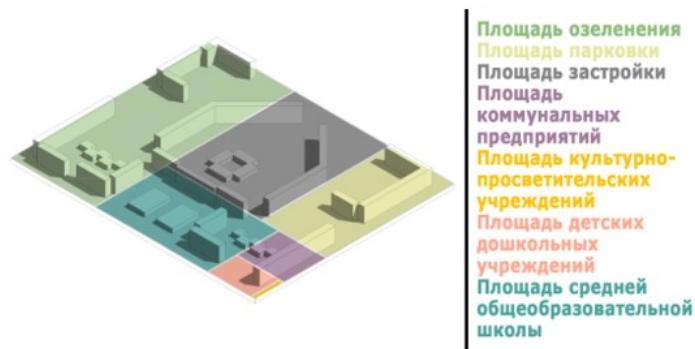 Площадь озеленения
Площадь парковки
Площадь застройки
Площадь
коммунальных
предприятий
Площадь культурно-
просветительских
учреждений
Площадь детских
дошкольных
учреждений
Площадь средней
общеобразовательной
школы